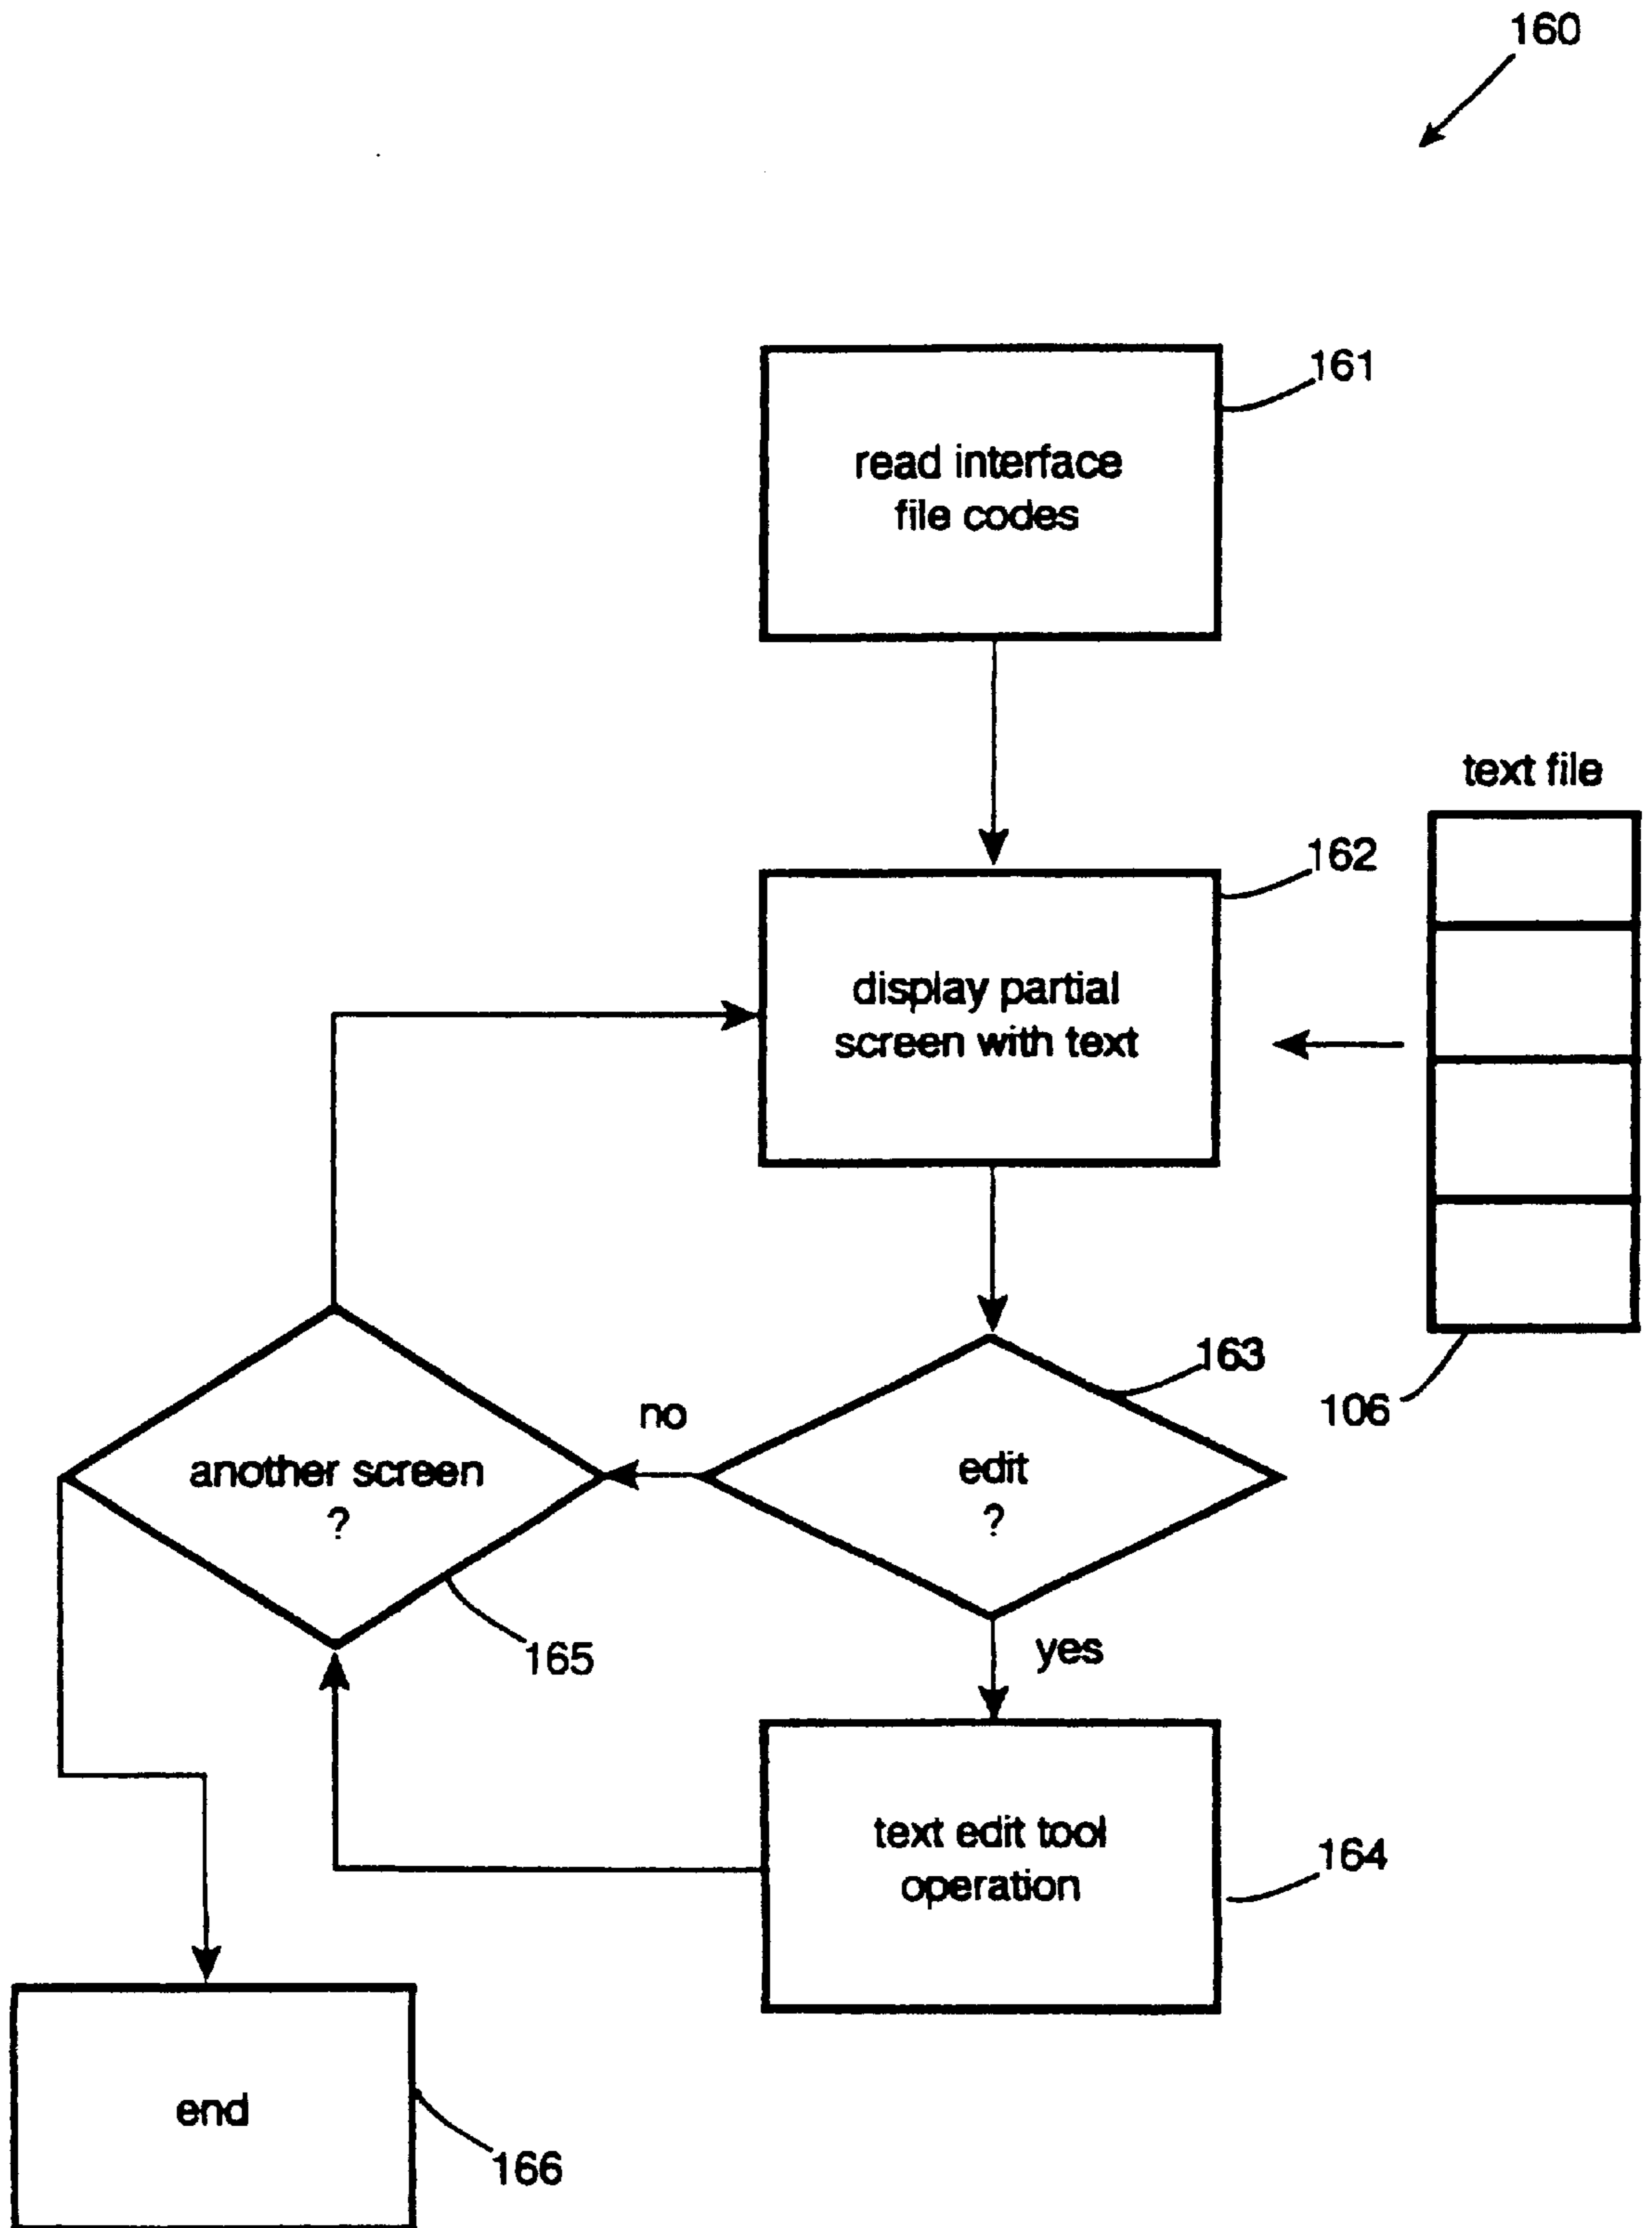 160
161
read interface
file codes
text file
162
display partial
screen with text
163
106
no
another screen
?
edit
?
165
yes
text edit tool
operation
164
end
166